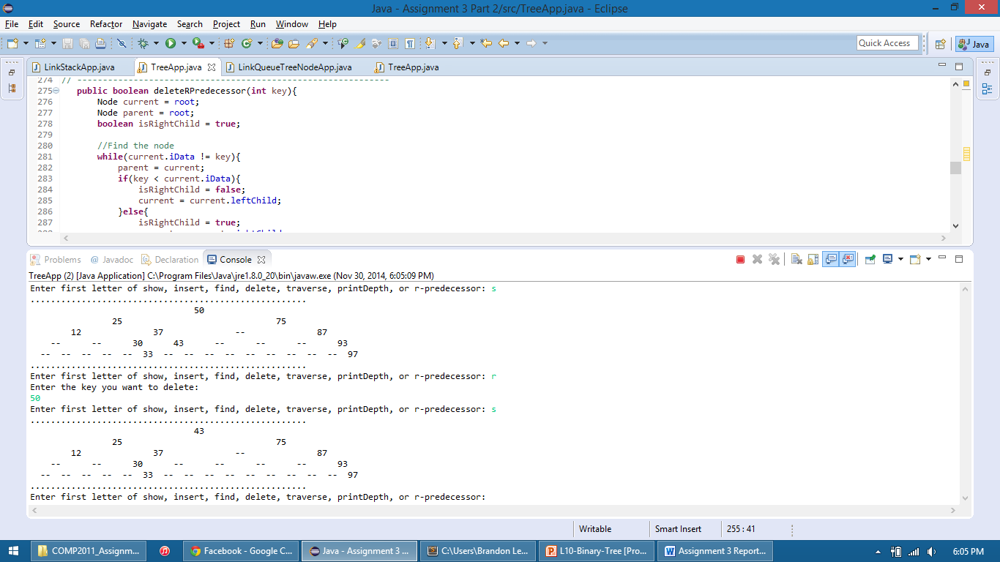 Java - Assignment 3 Part 2/src/TreeApp.java - Eclipse
File Edit Source Refactor Navigate Search Project Run Window Help
Quick Access Java
LinkStackApp.java TreeApp.java LinkQueueTreeNodeApp.java TreeApp.java
274 // -------------------------------------------------------------
275 public boolean deleteRPredecessor(int key){
276 Node current = root;
277 Node parent = root;
278 boolean isRightChild = true;
279
280 //Find the node
281 while(current.iData != key){
282 parent = current;
283 if(key < current.iData){
284 isRightChild = false;
285 current = current.leftChild;
286 }else{
287 isRightChild = true;
Problems @ Javadoc Declaration Console
TreeApp (2) [Java Application] C:\Program Files\Java\jre1.8.0_20\bin\javaw.exe (Nov 30, 2014, 6:05:09 PM)
Enter first letter of show, insert, find, delete, traverse, printDepth, or r-predecessor: s
......................................................
50
25 75
12 37 -- 87
-- -- 30 43 -- -- -- 93
-- -- -- -- -- 33 -- -- -- -- -- -- -- -- -- 97
......................................................
Enter first letter of show, insert, find, delete, traverse, printDepth, or r-predecessor: r
Enter the key you want to delete:
50
Enter first letter of show, insert, find, delete, traverse, printDepth, or r-predecessor: s
......................................................
43
25 75
12 37 -- 87
-- -- 30 -- -- -- -- 93
-- -- -- -- -- 33 -- -- -- -- -- -- -- -- -- 97
......................................................
Enter first letter of show, insert, find, delete, traverse, printDepth, or r-predecessor:
Writable Smart Insert 255 : 41
COMP2011_Assignm... Facebook - Google C... Java - Assignment 3 ... C:\Users\Brandon Le... L10-Binary-Tree [Pro... Assignment 3 Report... 6:05 PM